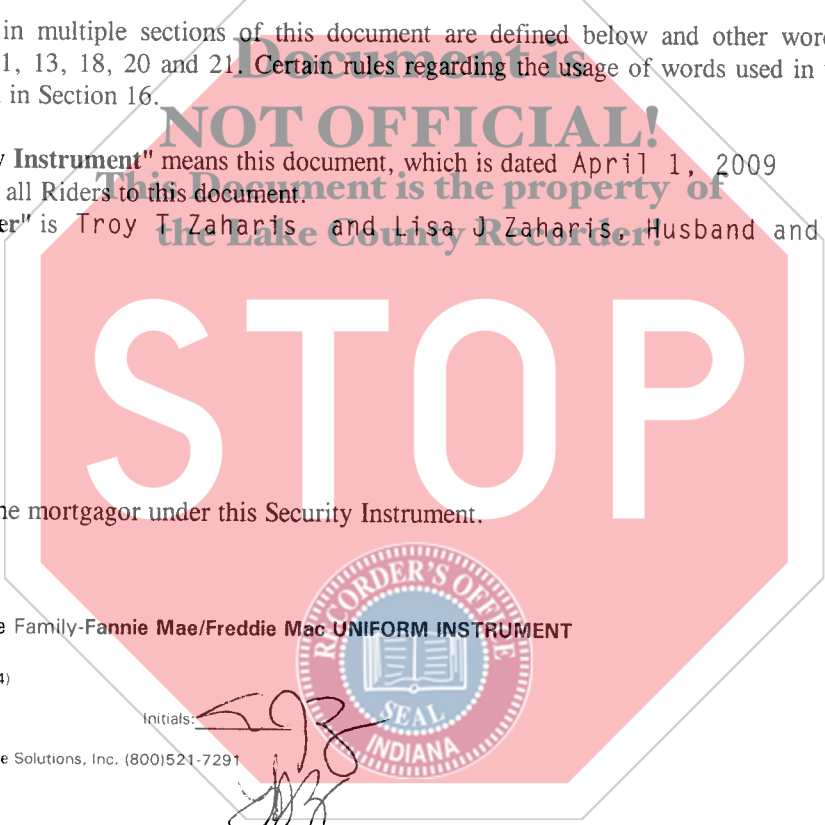 in multiple sections of this document are defined below and other wor
1, 13, 18, 20 and 21. Certain rules regarding the usage of words used in
in Section 16.
Document is
NOT OFFICIAL!
This Document is the property of
the Lake County Recorder!
Instrument" means this document, which is dated April 1, 2009
all Riders to this document.
er" is Troy T Zaharis and Lisa J Zaharis, Husband and
STOP
he mortgagor under this Security Instrument.
RECORDER'S OFFICE
SEAL
INDIANA
e Family-Fannie Mae/Freddie Mac UNIFORM INSTRUMENT
4)
Initials:
e Solutions, Inc. (800)521-7291